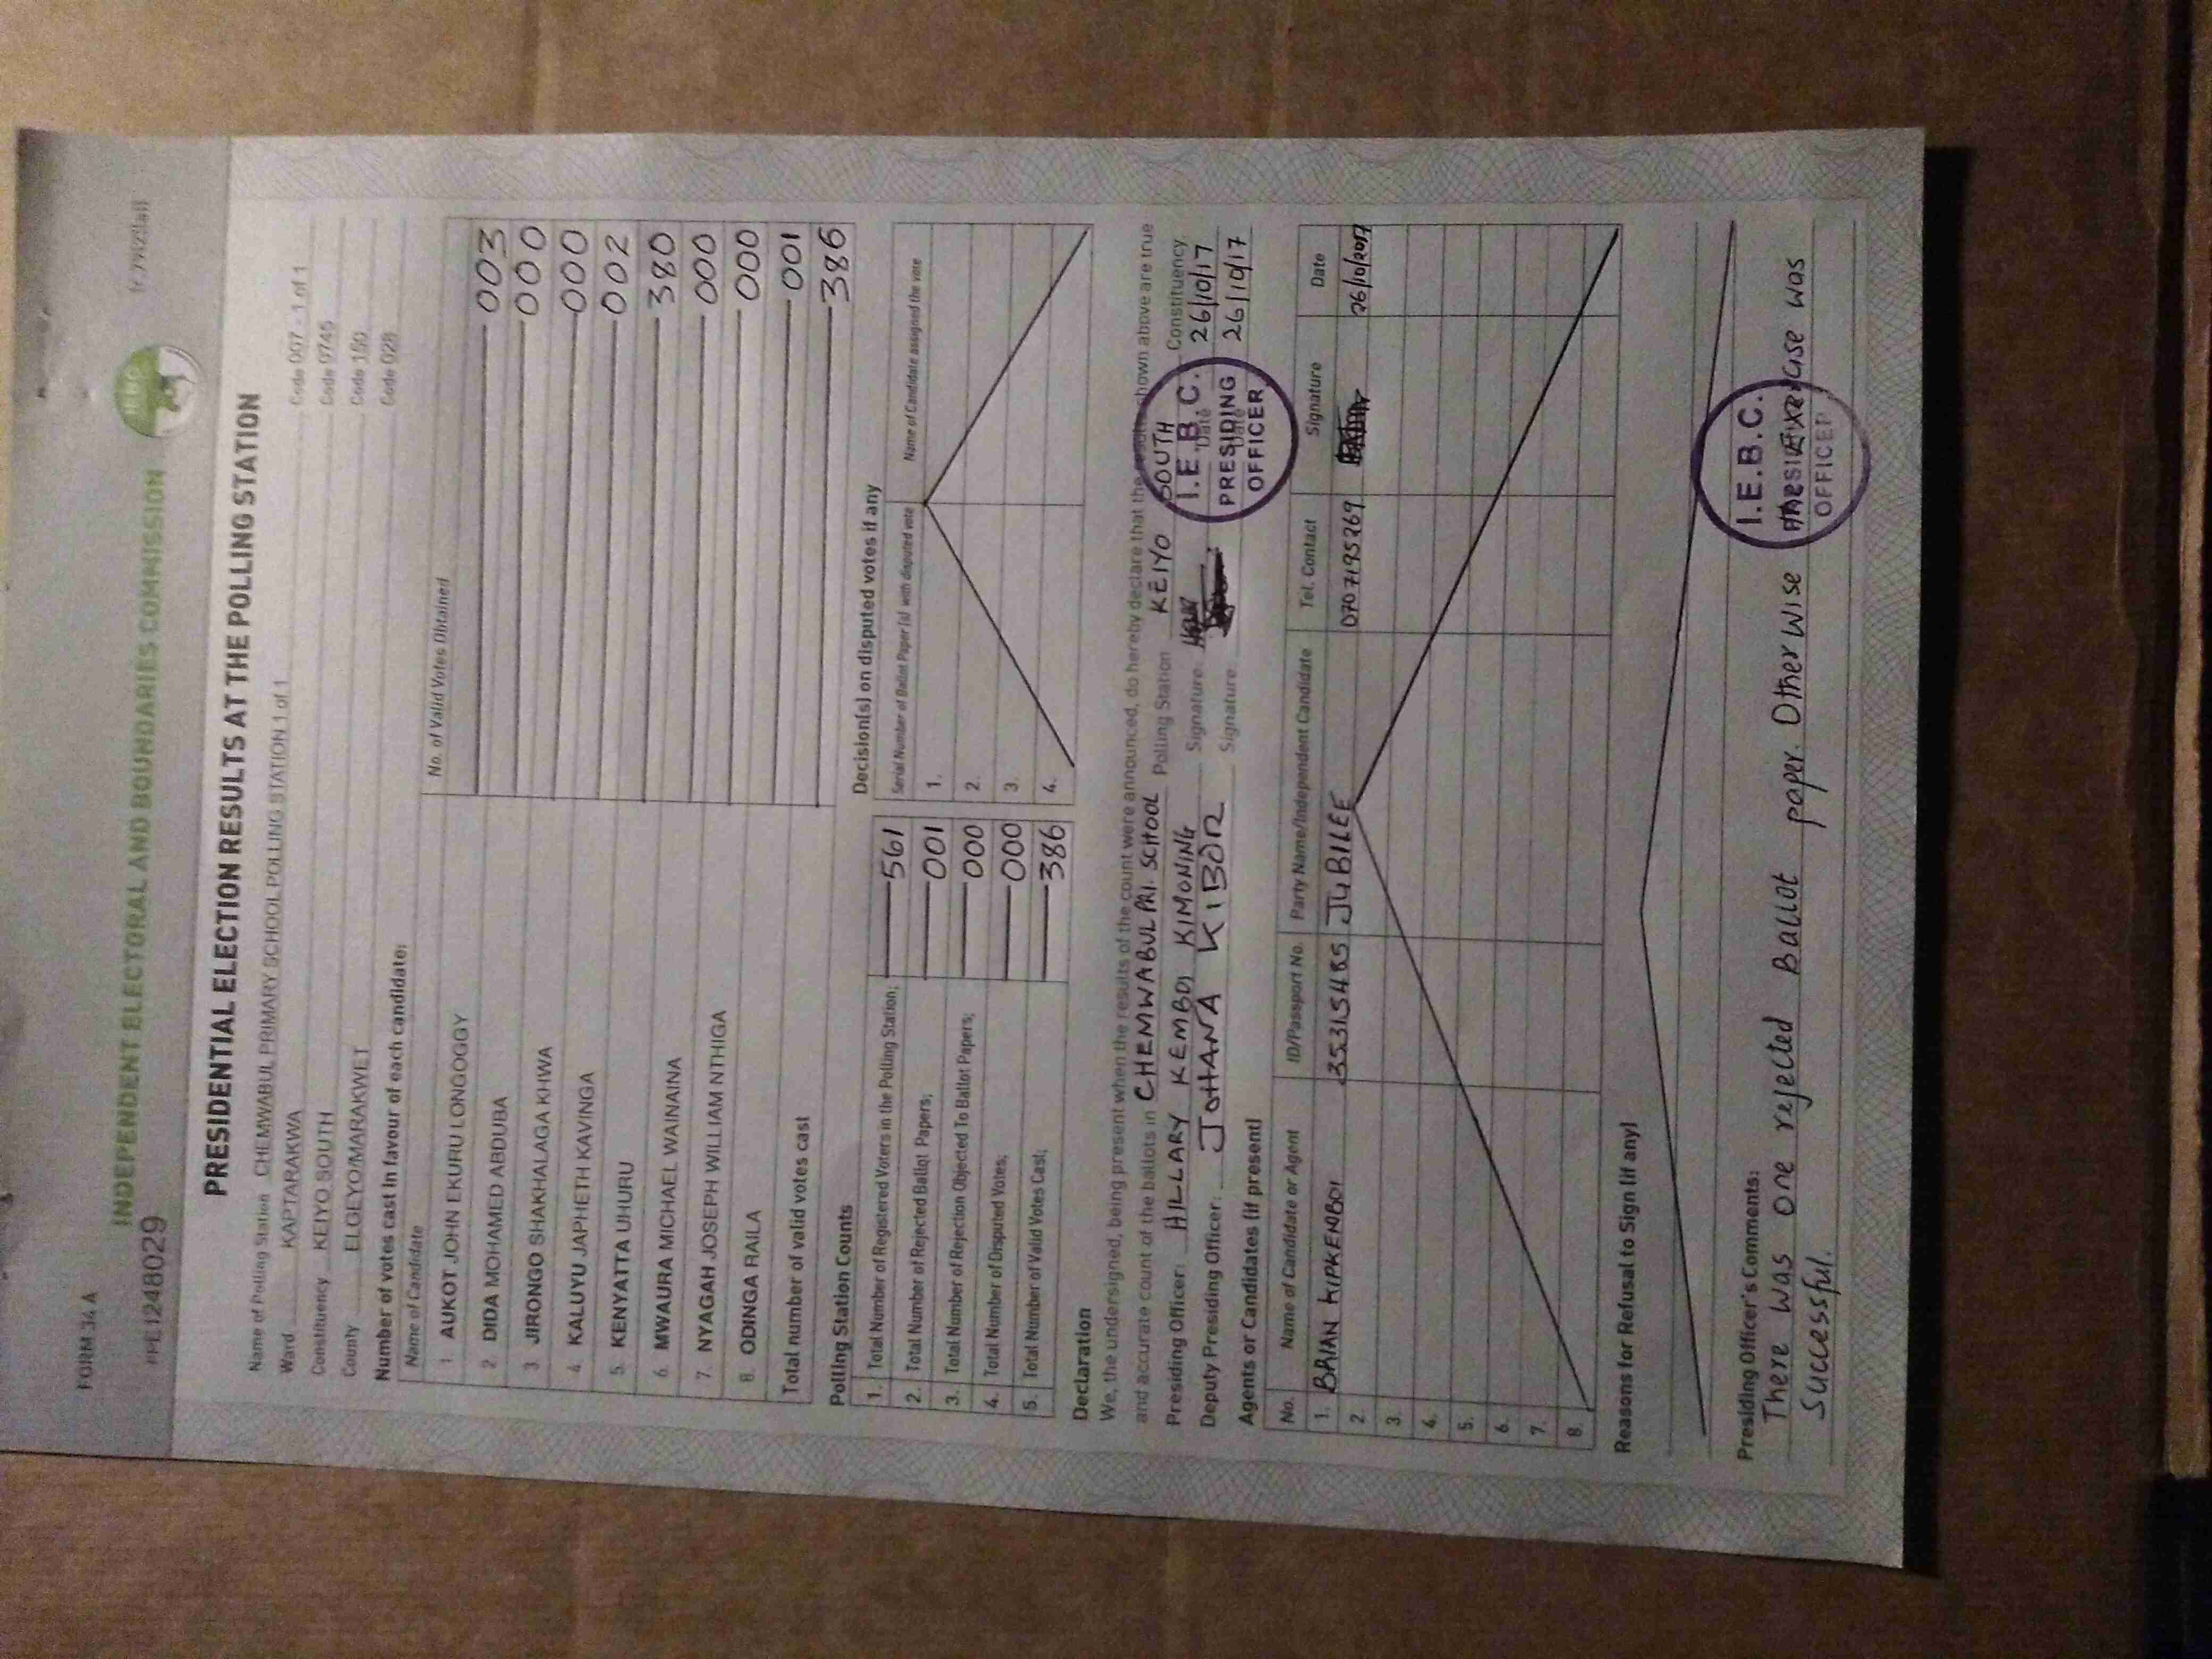 FORM 34 A
INDEPENDENT ELECTORAL AND BOUNDARIES COMMISSION
IEBC
PRE1248029
PRESIDENTIAL ELECTION RESULTS AT THE POLLING STATION
Name of Polling Station CHEMWABUL PRIMARY SCHOOL POLLING STATION 1 of 1 Code 007 - 1 of 1
Ward KAPTARAKWA Code 0745
Constituency KEIYO SOUTH Code 150
County ELGEYO/MARAKWET Code 028
Number of votes cast in favour of each candidate;
Name of Candidate No. of Valid Votes Obtained
1 AUKOT JOHN EKURU LONGOGGY 003
2 DIDA MOHAMED ABDUBA 000
3 JIRONGO SHAKHALAGA KHWA 000
4 KALUYU JAPHETH KAVINGA 002
5. KENYATTA UHURU 380
6 MWAURA MICHAEL WAINAINA 000
7. NYAGAH JOSEPH WILLIAM NTHIGA 000
8. ODINGA RAILA 001
Total number of valid votes cast 386
Polling Station Counts Decision(s) on disputed votes if any
Serial Number of Ballot Paper (s) with disputed vote Name of Candidate assigned the vote
1. Total Number of Registered Voters in the Polling Station; 561 1.
2. Total Number of Rejected Ballot Papers; 001 2.
3. Total Number of Rejection Objected To Ballot Papers; 000 3.
4. Total Number of Disputed Votes; 000 4.
5. Total Number of Valid Votes Cast; 386
Declaration
We, the undersigned, being present when the results of the count were announced, do hereby declare that the results shown above are true
and accurate count of the ballots in CHEMWABUL PRI. SCHOOL Polling Station KEIYO SOUTH Constituency.
Presiding Officer: HILLARY KEMBOI KIMONING Signature Date 26/10/17
Deputy Presiding Officer: JOHANA KIBOR Signature Date 26/10/17
I.E.B.C.
PRESIDING
OFFICER
Agents or Candidates (if present)
No. Name of Candidate or Agent ID/Passport No. Party Name/Independent Candidate Tel. Contact Signature Date
1. BRIAN KIPKEMBOI 35315485 JUBILEE 0707195269 26/10/2017
2.
3.
4.
5.
6.
7.
8.
Reasons for Refusal to Sign (if any)
Presiding Officer's Comments:
There was one rejected Ballot paper. Otherwise Exercise was
Successful.
I.E.B.C.
PRESIDING
OFFICER